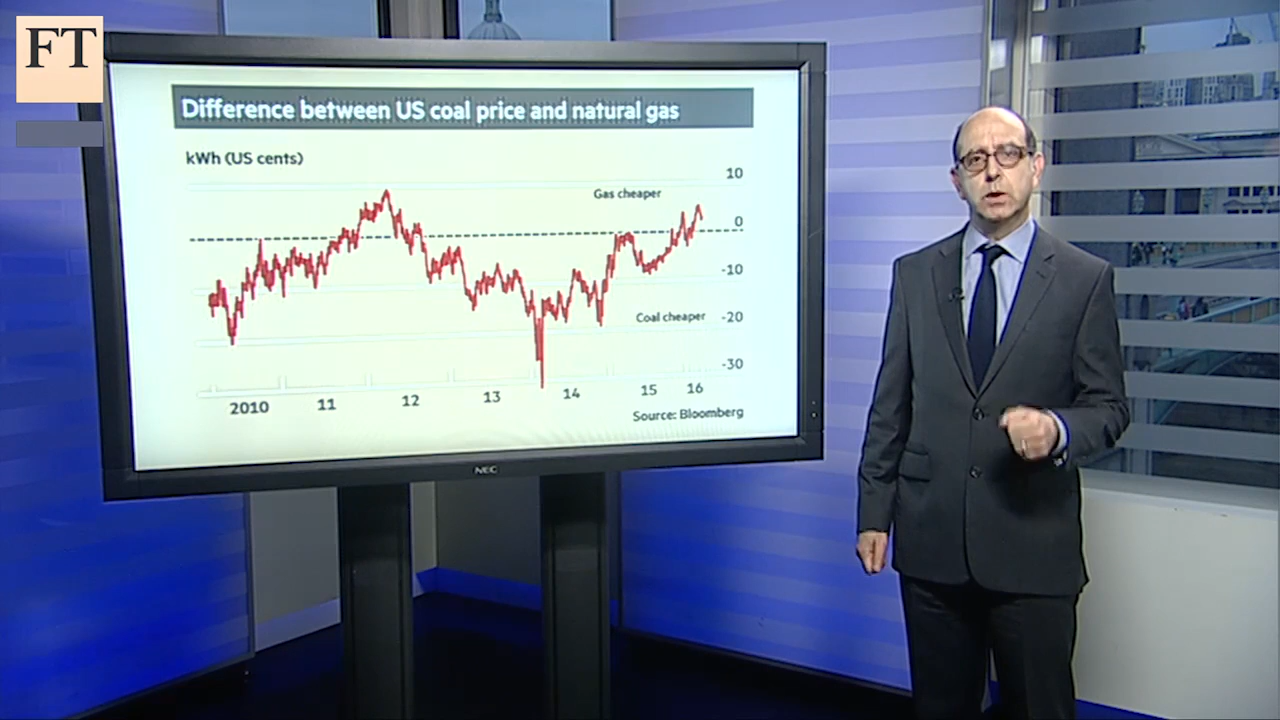 FT
Difference between US coal price and natural gas
kWh (US cents)
10
Gas cheaper
0
-10
Coal cheaper
-20
-30
2010 11 12 13 14 15 16
Source: Bloomberg
NEC